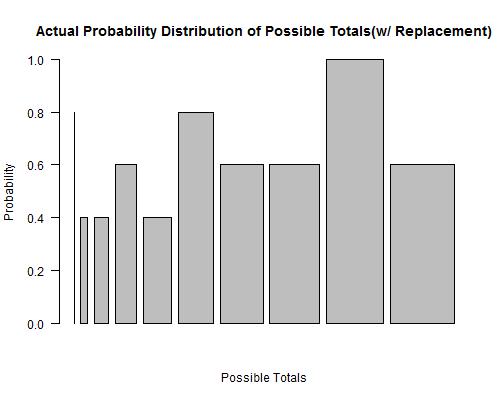 Actual Probability Distribution of Possible Totals(w/ Replacement)
1.0
0.8
0.6
0.4
0.2
0.0
Probability
Possible Totals